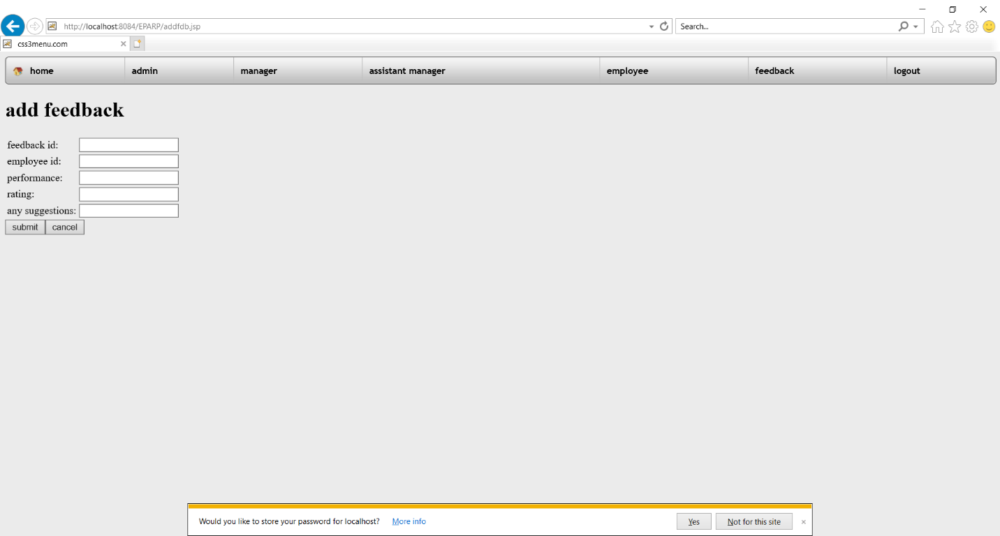 http://localhost:8084/EPARP/addfdb.jsp
Search...
css3menu.com
home admin manager assistant manager employee feedback logout
add feedback
feedback id:
employee id:
performance:
rating:
any suggestions:
submit cancel
Would you like to store your password for localhost? More info Yes Not for this site